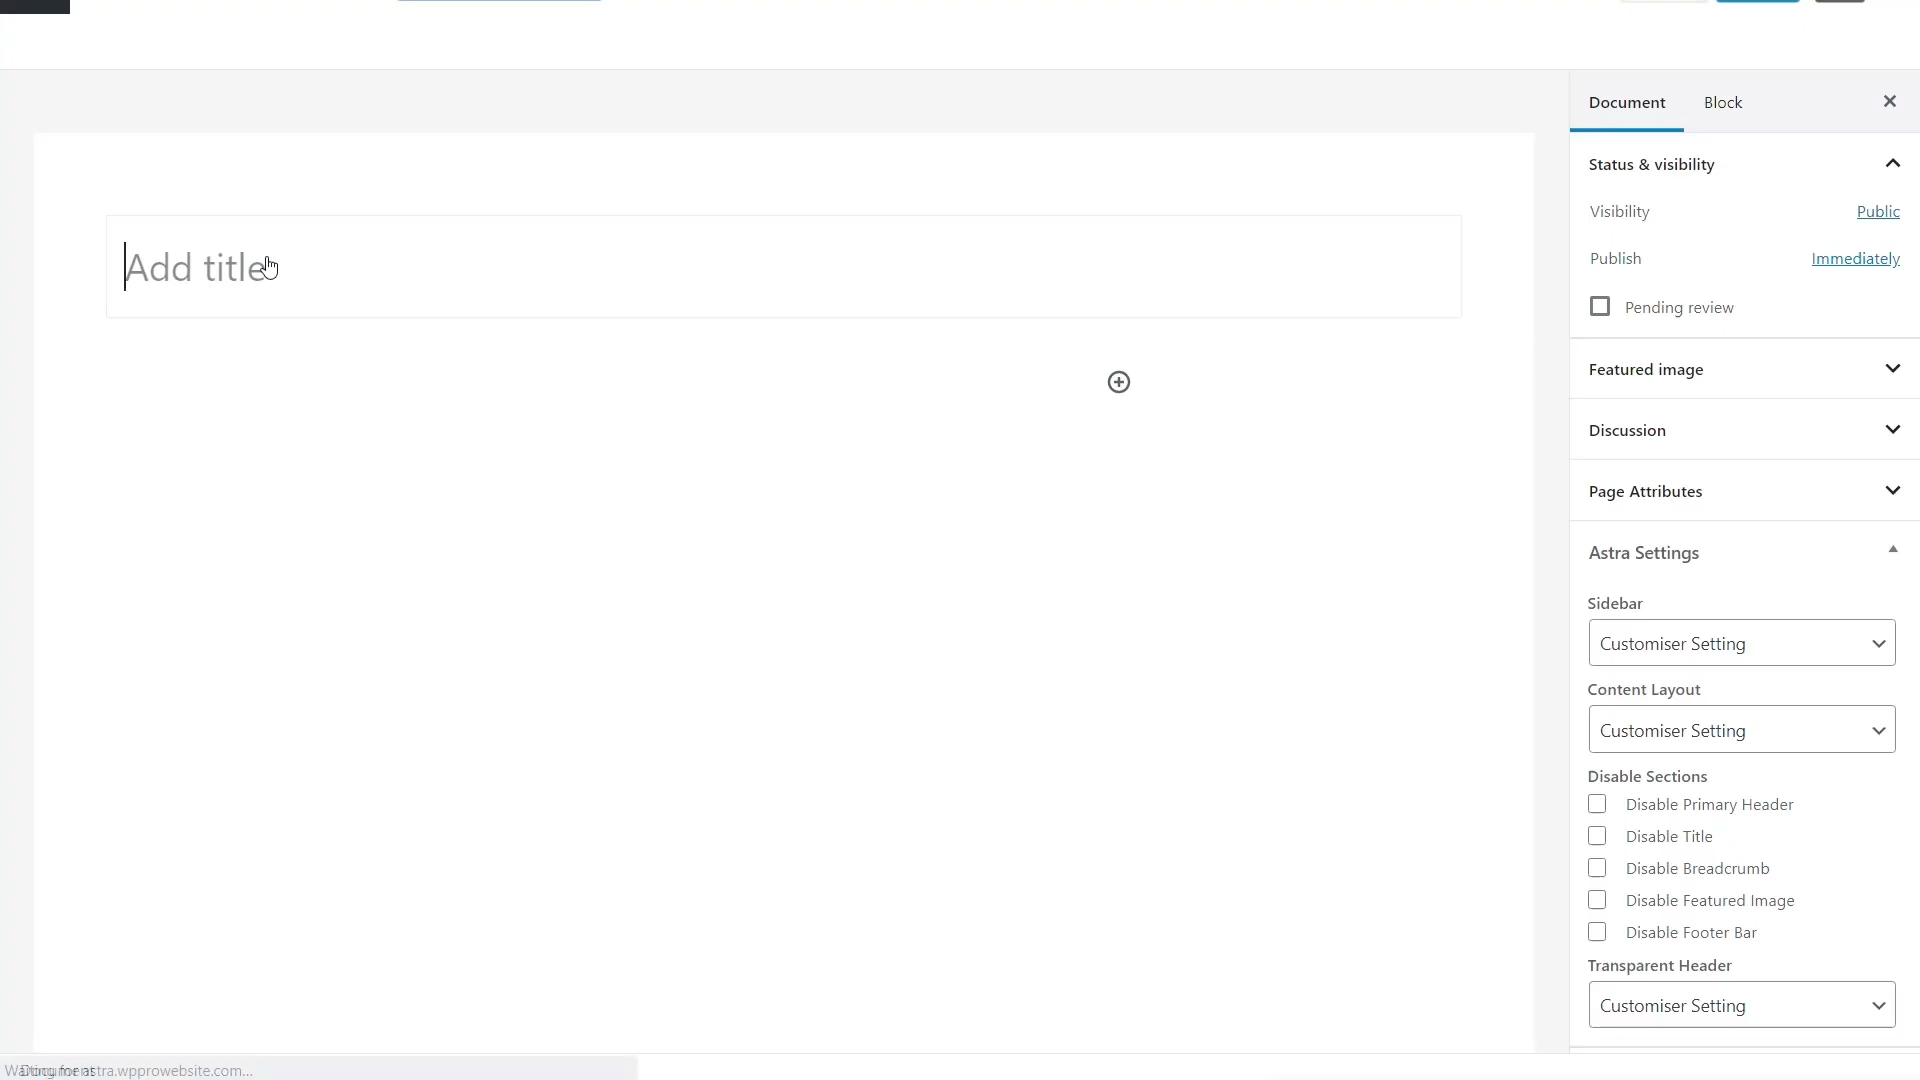 Document Block
Status & visibility
Visibility Public
Publish Immediately
Pending review
Add title
Featured image
Discussion
Page Attributes
Astra Settings
Sidebar
Customiser Setting
Content Layout
Customiser Setting
Disable Sections
Disable Primary Header
Disable Title
Disable Breadcrumb
Disable Featured Image
Disable Footer Bar
Transparent Header
Customiser Setting
astra.wpprowebsite.com...